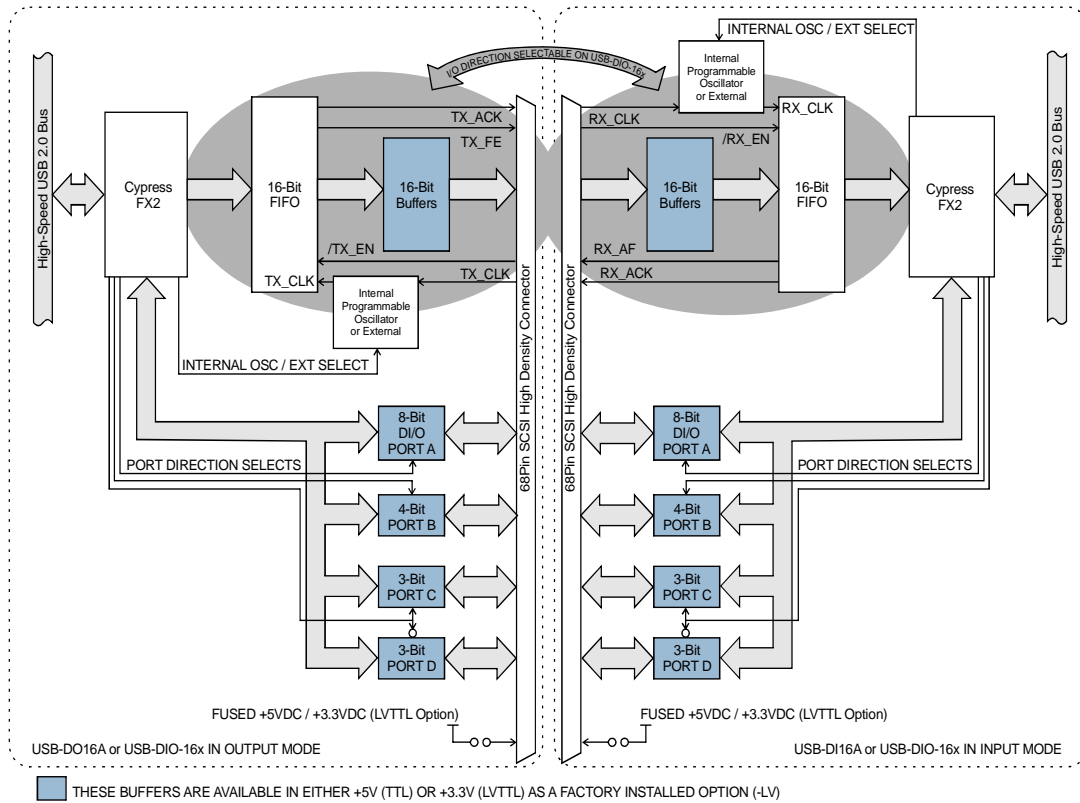 INTERNAL OSC / EXT SELECT
I/O DIRECTION SELECTABLE ON USB-DIO-16x
High-Speed USB 2.0 Bus
Cypress
FX2
16-Bit
FIFO
TX_ACK
TX_FE
16-Bit
Buffers
/TX_EN
TX_CLK
TX_CLK
Internal
Programmable
Oscillator
or External
INTERNAL OSC / EXT SELECT
8-Bit
DI/O
PORT A
PORT DIRECTION SELECTS
4-Bit
PORT B
3-Bit
PORT C
3-Bit
PORT D
68Pin SCSI High Density Connector
FUSED +5VDC / +3.3VDC (LVTTL Option)
USB-DO16A or USB-DIO-16x IN OUTPUT MODE
68Pin SCSI High Density Connector
Internal
Programmable
Oscillator
or External
RX_CLK
RX_CLK
/RX_EN
16-Bit
Buffers
16-Bit
FIFO
RX_AF
RX_ACK
Cypress
FX2
High-Speed USB 2.0 Bus
8-Bit
DI/O
PORT A
PORT DIRECTION SELECTS
4-Bit
PORT B
3-Bit
PORT C
3-Bit
PORT D
FUSED +5VDC / +3.3VDC (LVTTL Option)
USB-DI16A or USB-DIO-16x IN INPUT MODE
THESE BUFFERS ARE AVAILABLE IN EITHER +5V (TTL) OR +3.3V (LVTTL) AS A FACTORY INSTALLED OPTION (-LV)